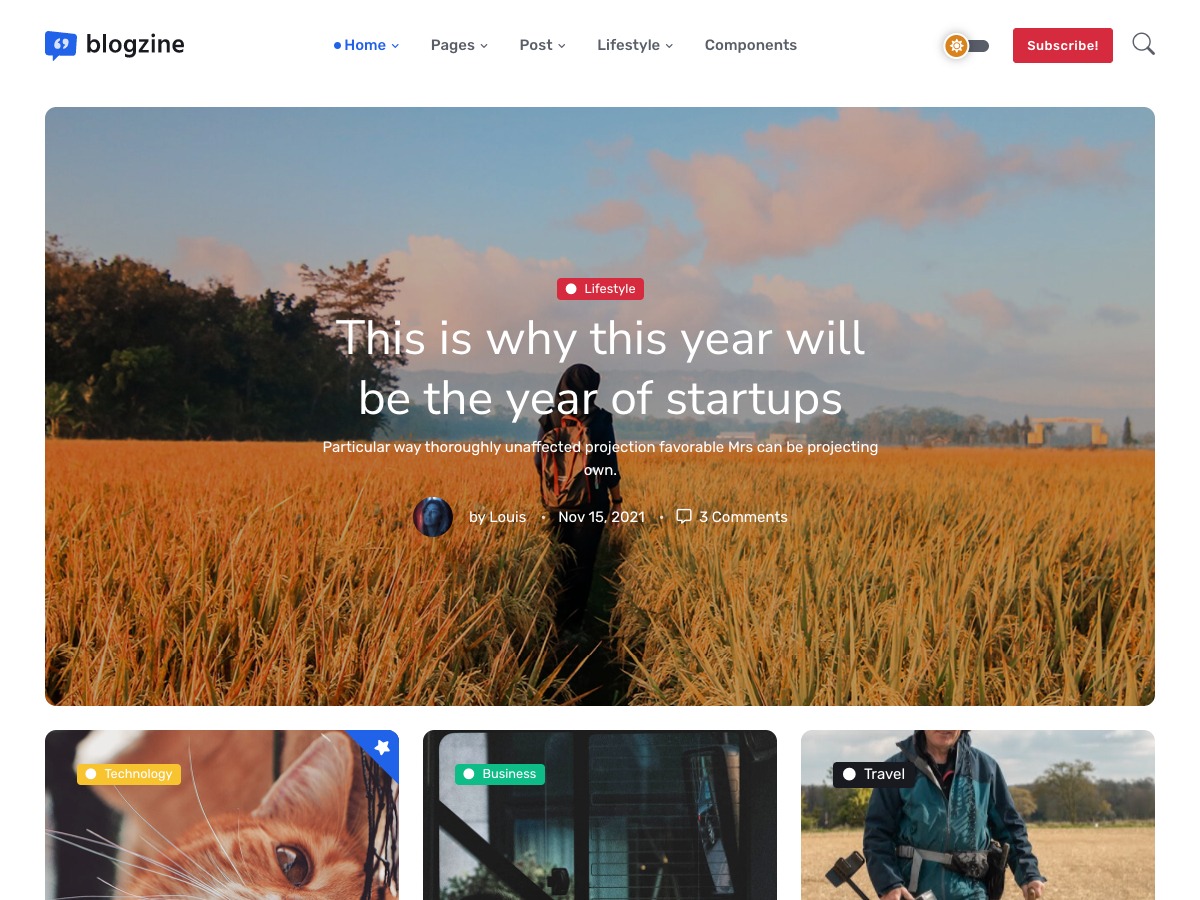 blogzine
Home
Pages
Post
Lifestyle
Components
Subscribe!
Lifestyle
This is why this year will
be the year of startups
Particular way thoroughly unaffected projection favorable Mrs can be projecting
own.
by Louis • Nov 15, 2021 • 3 Comments
Technology
Business
Travel